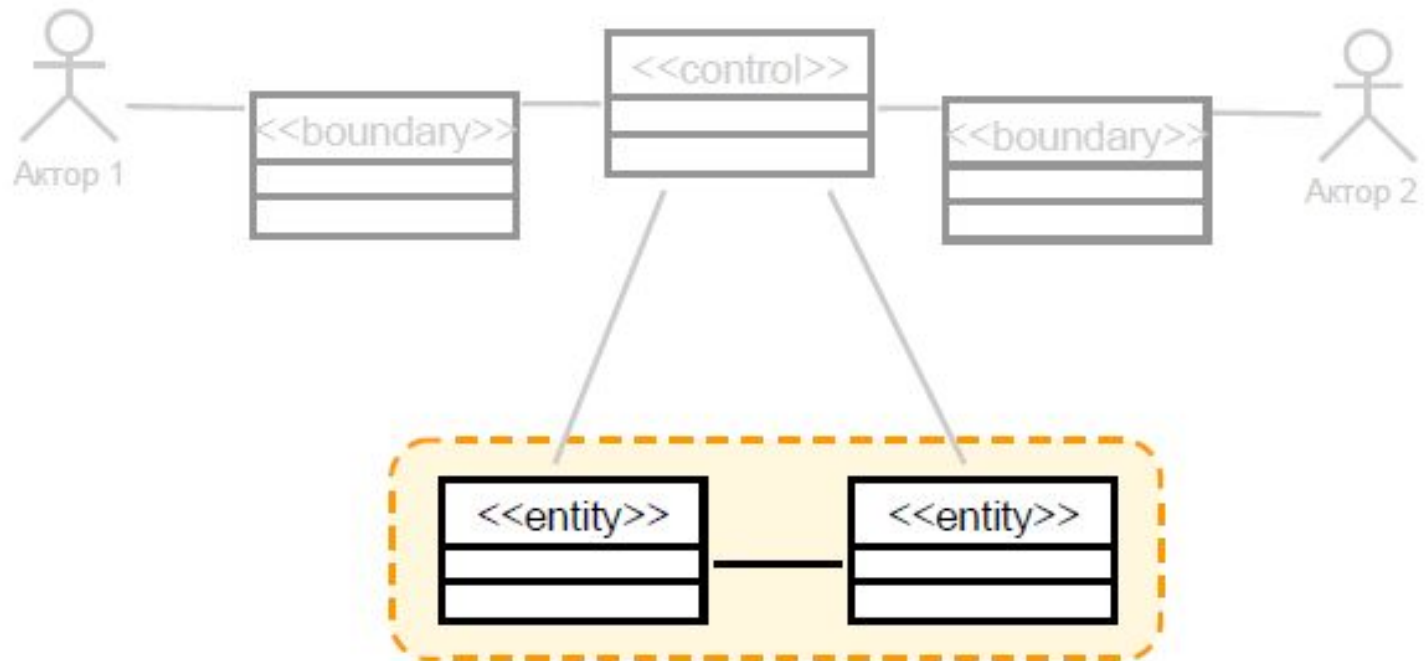 <<control>>
<<boundary>>
<<boundary>>
Актор 1
Актор 2
<<entity>>
<<entity>>